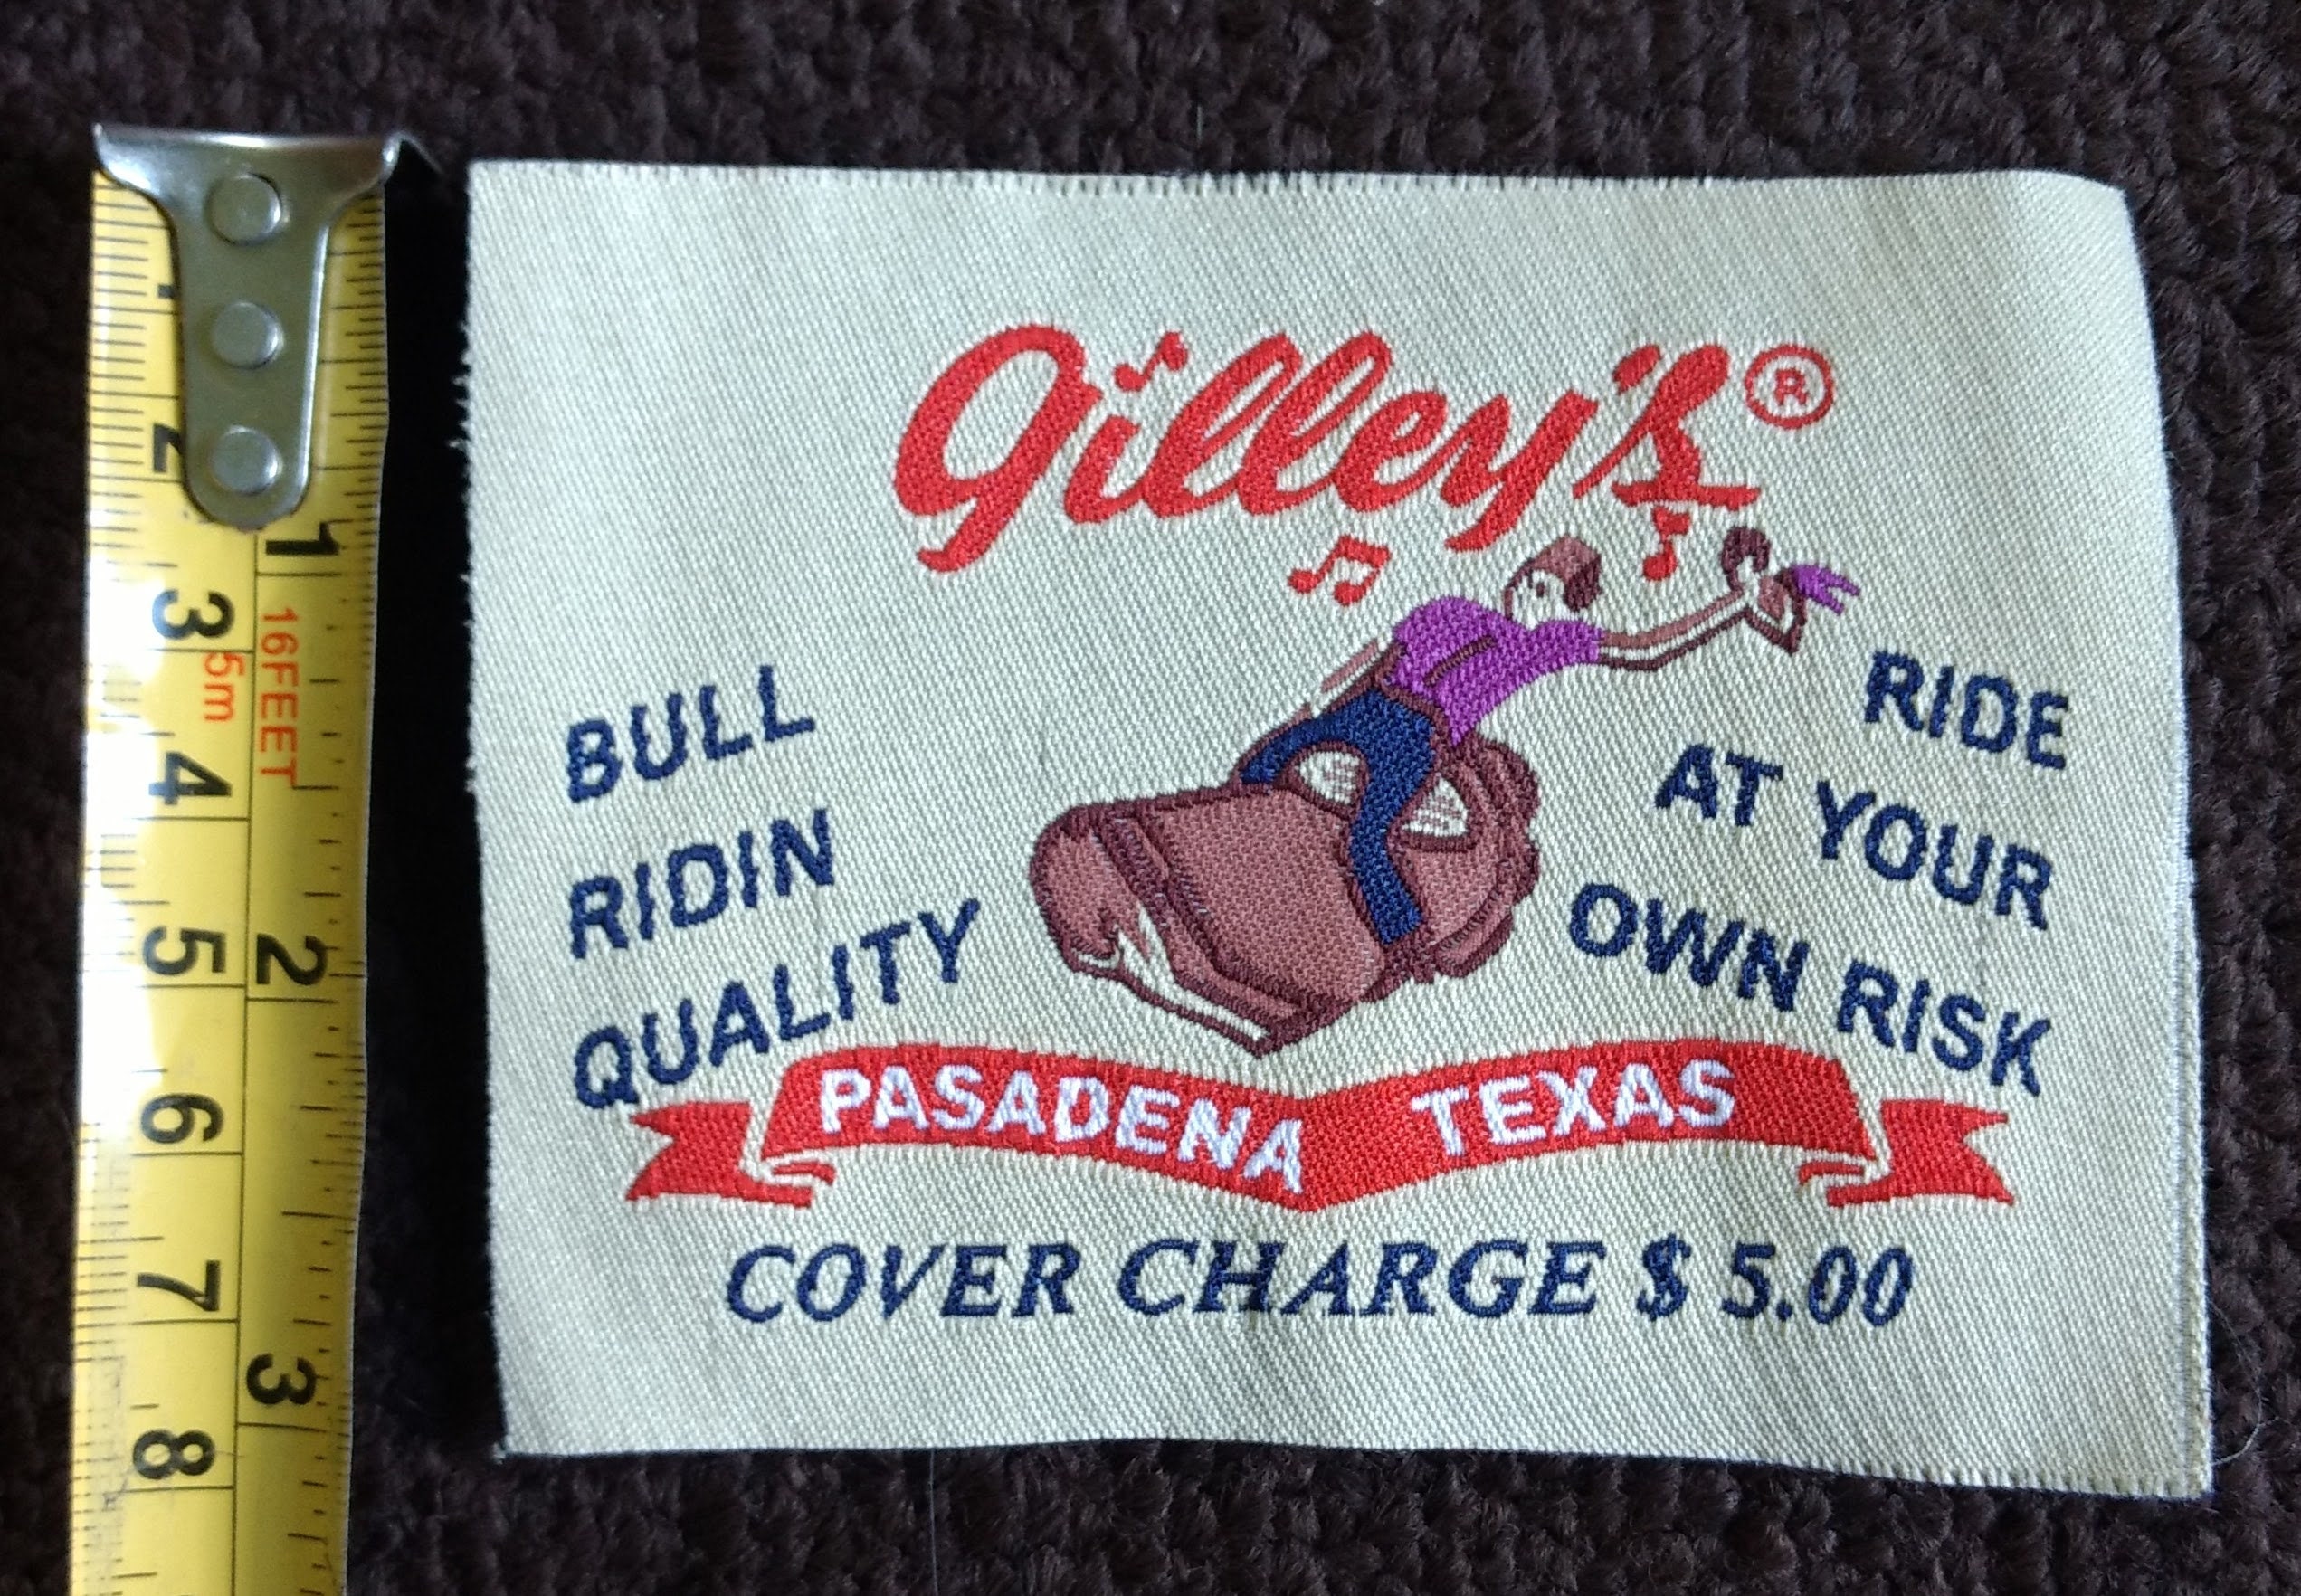 Gilley's®
BULL
RIDIN
QUALITY
RIDE
AT YOUR
OWN RISK
PASADENA TEXAS
COVER CHARGE $ 5.00
2
3
4
5
6
7
8
5m
16FEET
1
2
3